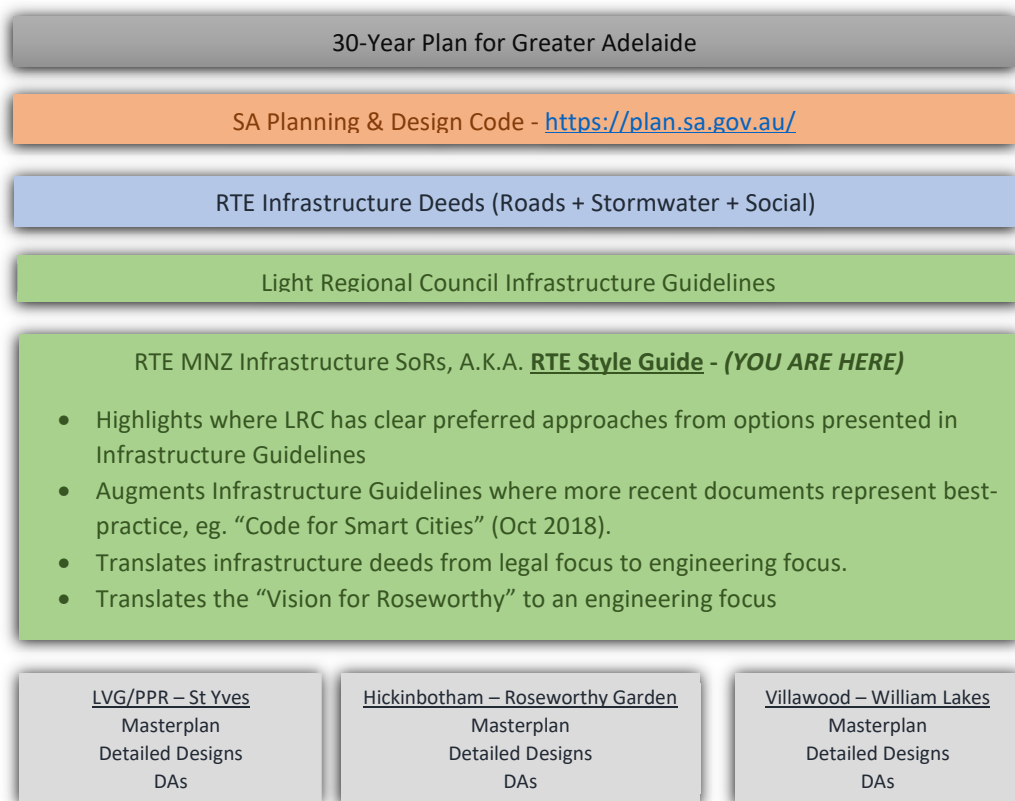 30-Year Plan for Greater Adelaide
SA Planning & Design Code - https://plan.sa.gov.au/
RTE Infrastructure Deeds (Roads + Stormwater + Social)
Light Regional Council Infrastructure Guidelines
RTE MNZ Infrastructure SoRs, A.K.A. RTE Style Guide - (YOU ARE HERE)
• Highlights where LRC has clear preferred approaches from options presented in
Infrastructure Guidelines
• Augments Infrastructure Guidelines where more recent documents represent best-
practice, eg. “Code for Smart Cities” (Oct 2018).
• Translates infrastructure deeds from legal focus to engineering focus.
• Translates the “Vision for Roseworthy” to an engineering focus
LVG/PPR – St Yves
Masterplan
Detailed Designs
DAs
Hickinbotham – Roseworthy Garden
Masterplan
Detailed Designs
DAs
Villawood – William Lakes
Masterplan
Detailed Designs
DAs